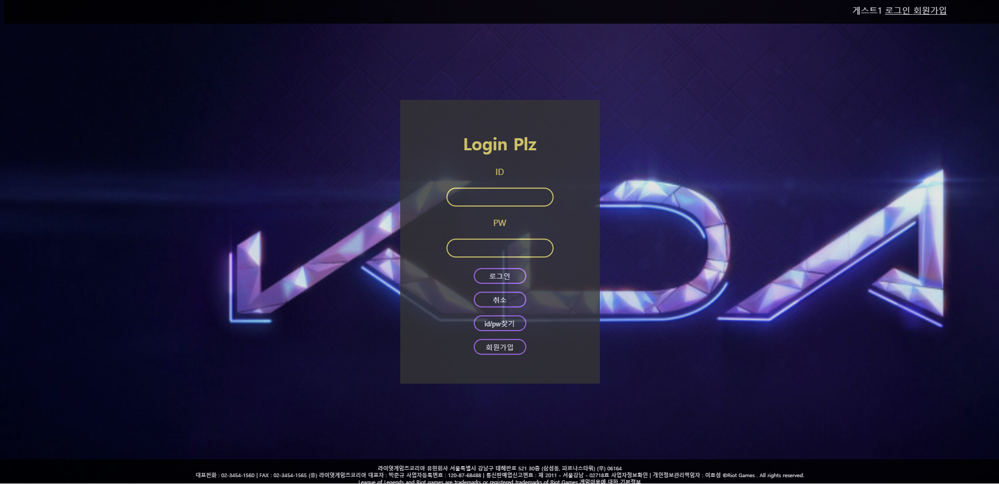 게스트1 로그인 회원가입
Login Plz
ID
PW
로그인
취소
id/pw찾기
회원가입
라이엇게임즈코리아 유한회사 서울특별시 강남구 테헤란로 521 30층 (삼성동, 파르나스타워) (우) 06164
대표전화 : 02-3454-1560 | FAX : 02-3454-1565 (유) 라이엇게임즈코리아 대표자 : 박준규 사업자등록번호 : 120-87-68488 | 통신판매업신고번호 : 제 2011 - 서울강남 - 02718호 사업자정보확인 | 개인정보관리책임자 : 이효성 ©Riot Games . All rights reserved.
League of Legends and Riot games are trademarks or registered trademarks of Riot Games 게임이용에 대한 기본정보